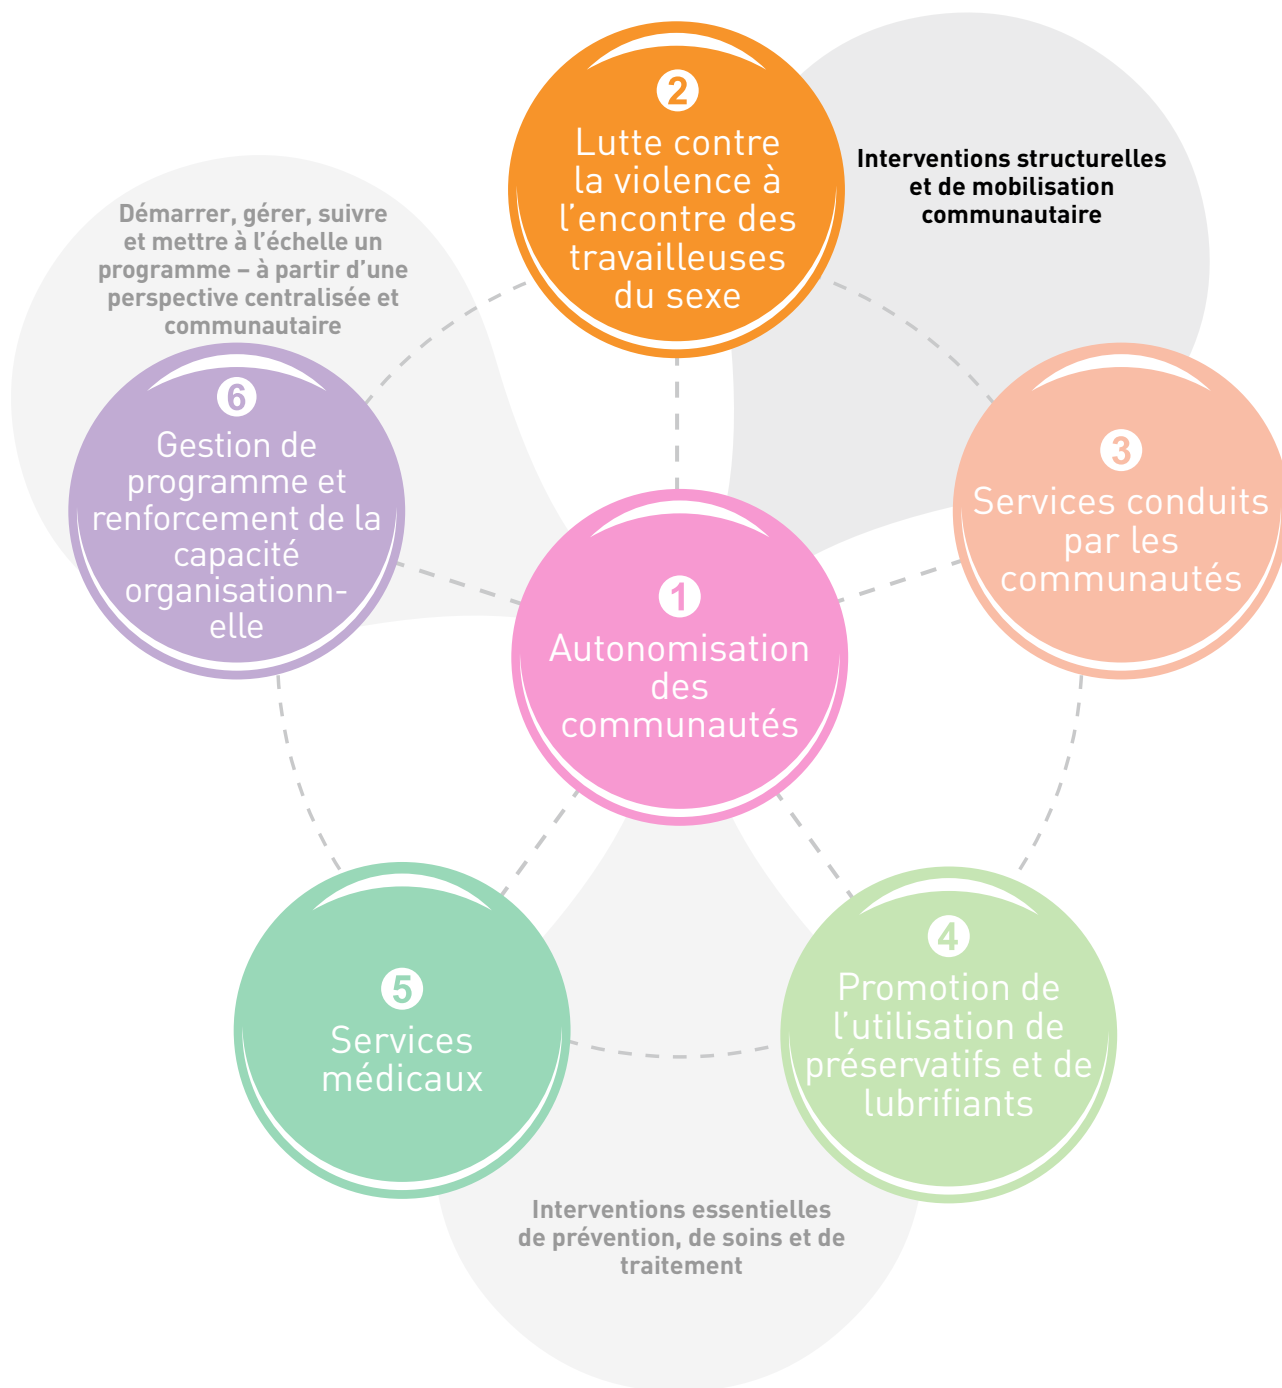 2
Lutte contre
la violence à
l’encontre des
travailleuses
du sexe
Interventions structurelles
et de mobilisation
communautaire
Démarrer, gérer, suivre
et mettre à l’échelle un
programme – à partir d’une
perspective centralisée et
communautaire
6
Gestion de
programme et
renforcement de la
capacité
organisationn-
elle
3
Services conduits
par les
communautés
1
Autonomisation
des
communautés
5
Services
médicaux
4
Promotion de
l’utilisation de
préservatifs et de
lubrifiants
Interventions essentielles
de prévention, de soins et de
traitement